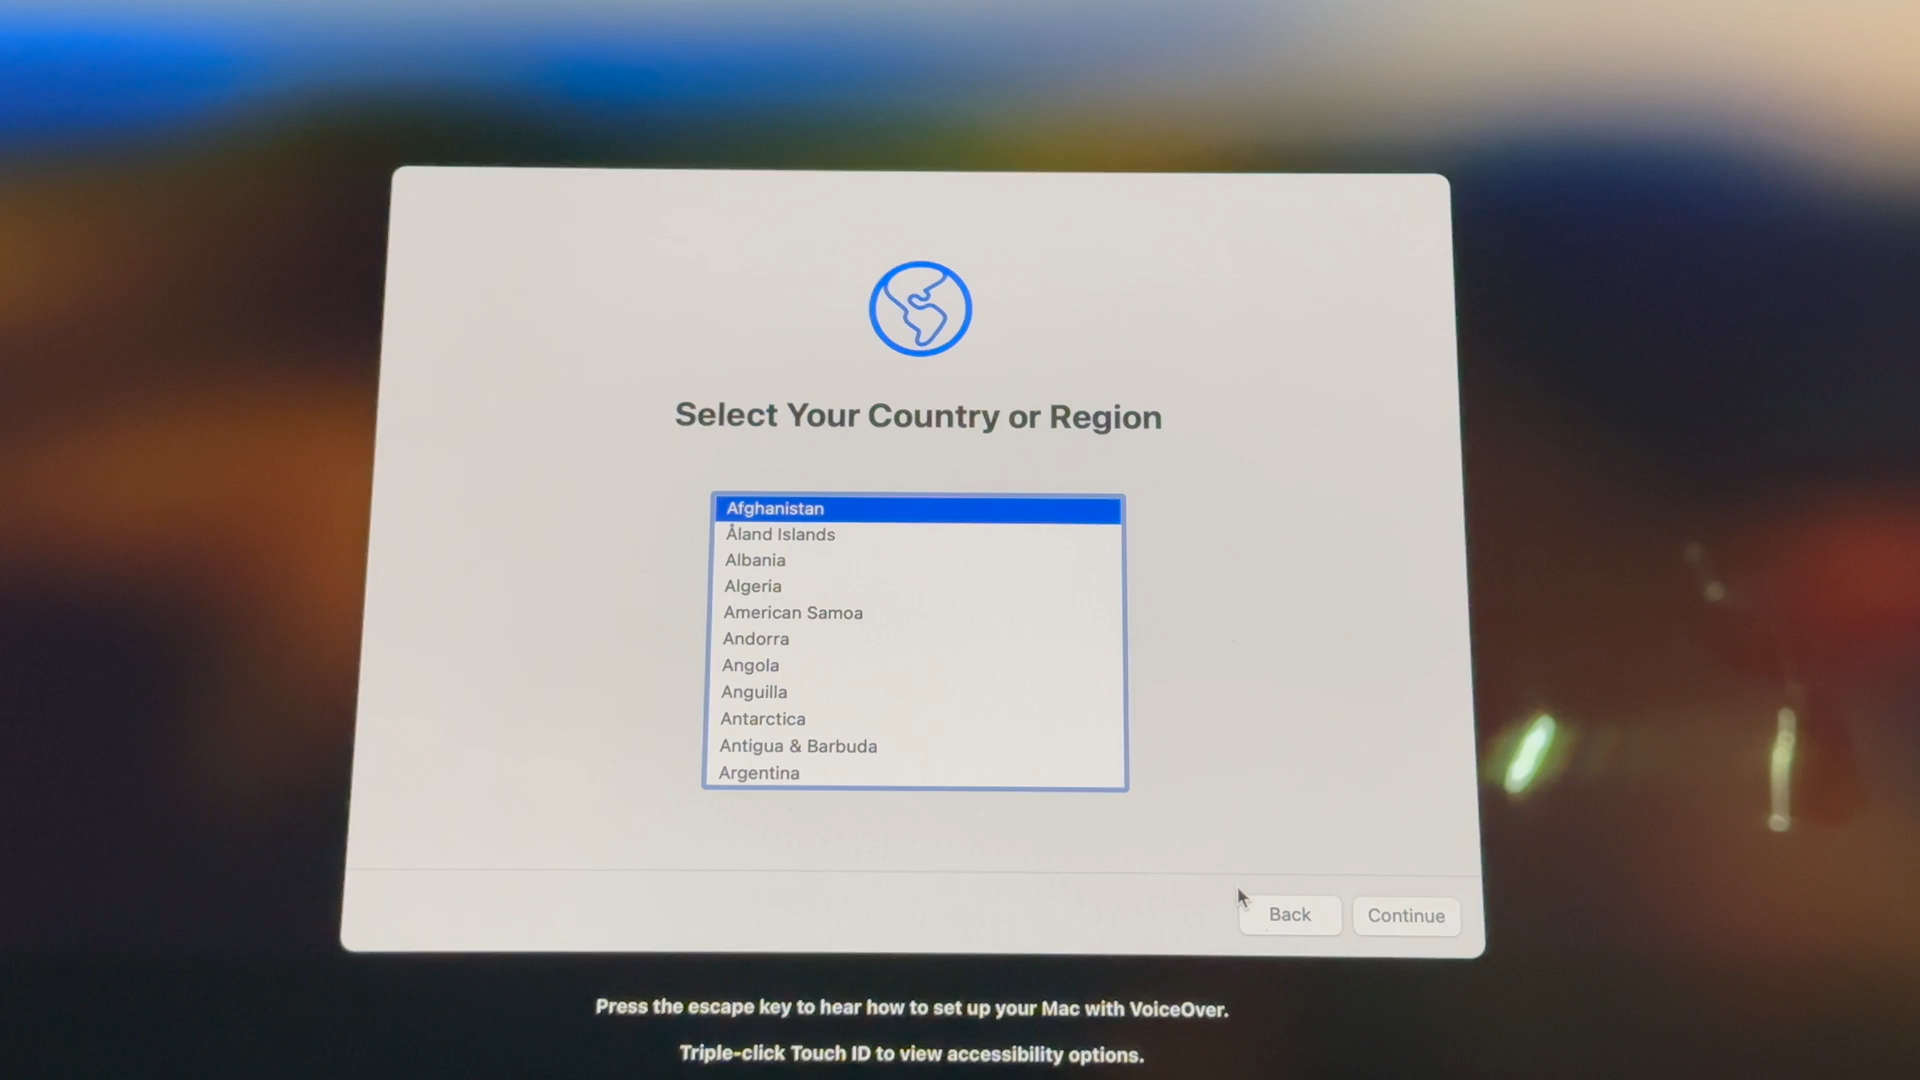 Select Your Country or Region
Afghanistan
Åland Islands
Albania
Algeria
American Samoa
Andorra
Angola
Anguilla
Antarctica
Antigua & Barbuda
Argentina
Back
Continue
Press the escape key to hear how to set up your Mac with VoiceOver.
Triple-click Touch ID to view accessibility options.